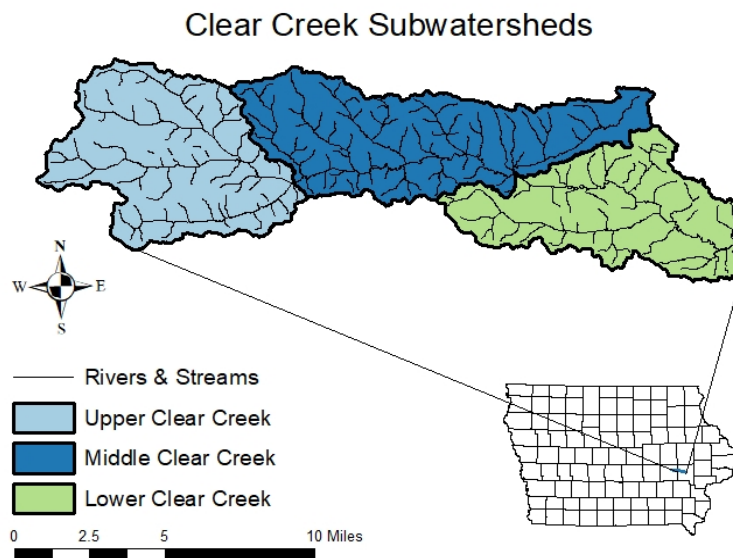 Clear Creek Subwatersheds
N
W E
S
Rivers & Streams
Upper Clear Creek
Middle Clear Creek
Lower Clear Creek
0 2.5 5 10 Miles